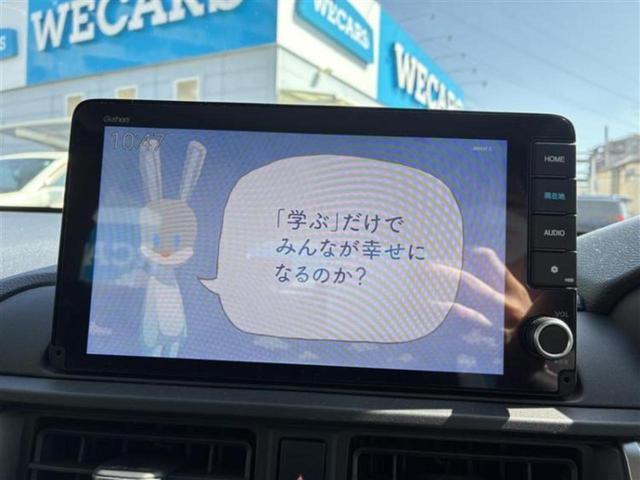 WECARS
WECARS
WECARS
Gathers
10:47
HOME
現在地
AUDIO
VOL
「学ぶ」だけで
みんなが幸せに
なるのか?